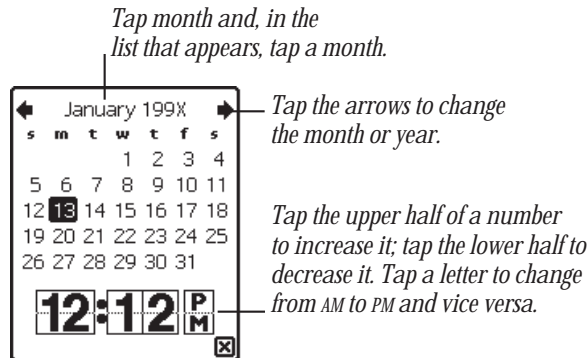 Tap month and, in the
list that appears, tap a month.
January 199X
s m t w t f s
1 2 3 4
5 6 7 8 9 10 11
12 13 14 15 16 17 18
19 20 21 22 23 24 25
26 27 28 29 30 31
12:12 PM
Tap the arrows to change
the month or year.
Tap the upper half of a number
to increase it; tap the lower half to
decrease it. Tap a letter to change
from AM to PM and vice versa.